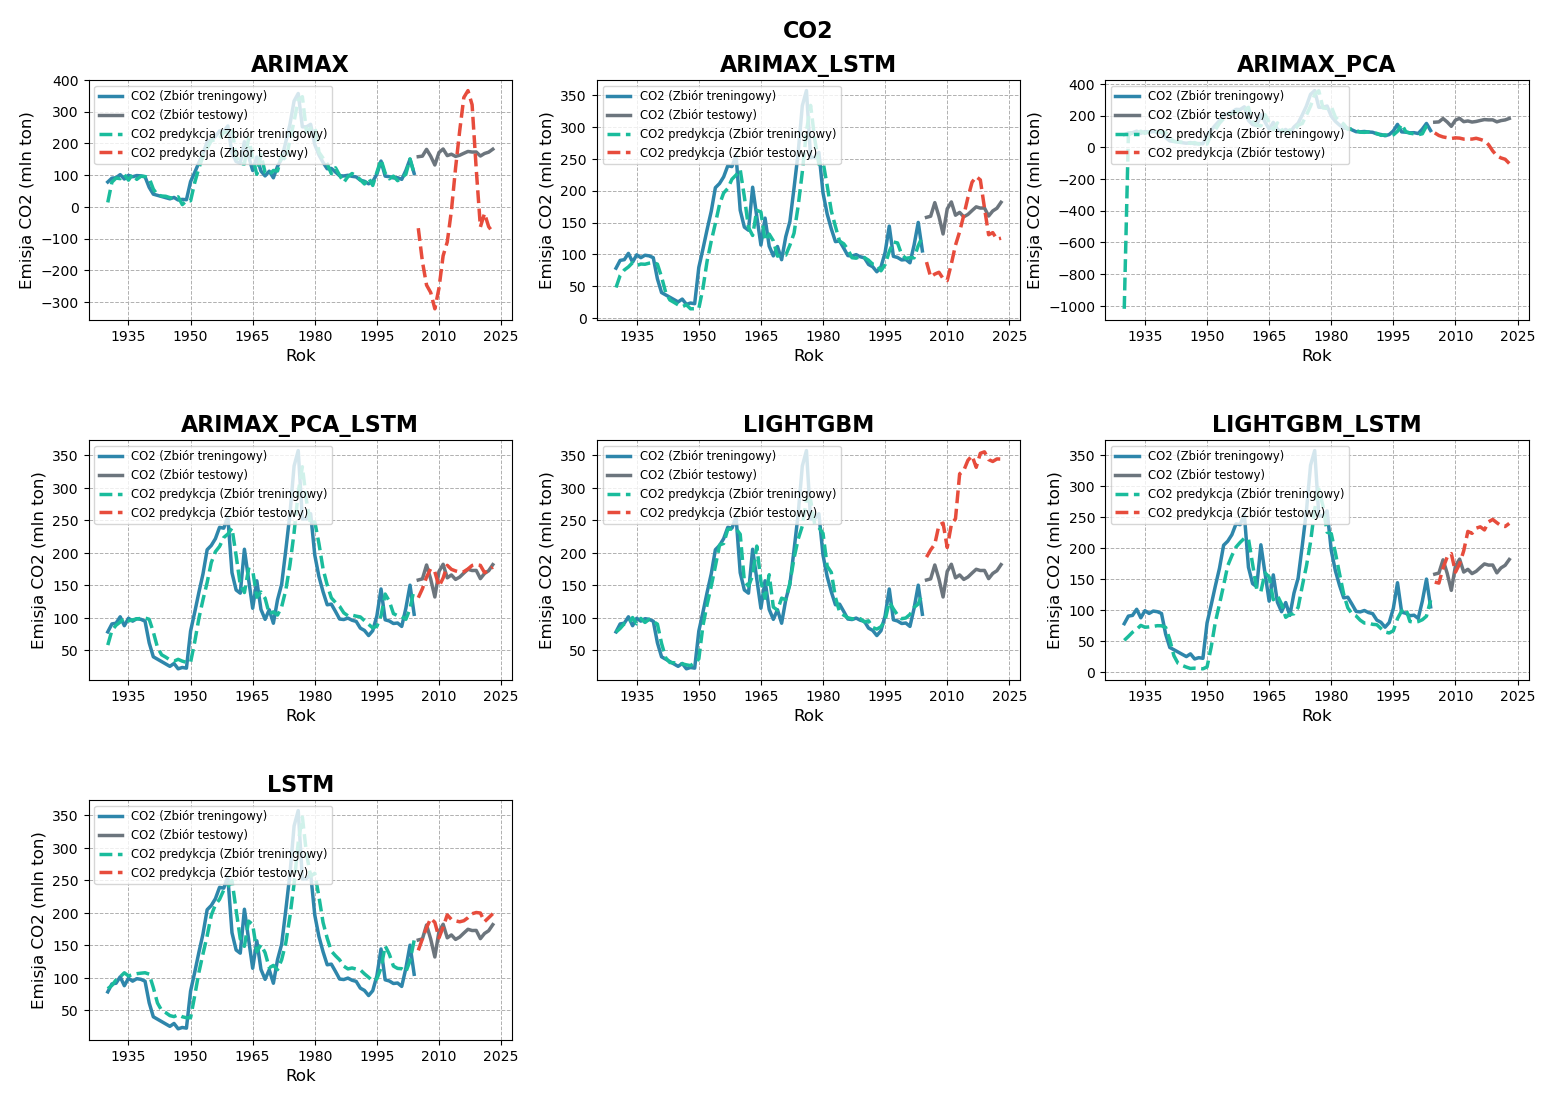 CO2
ARIMAX
Emisja CO2 (mln ton)
400
300
200
100
0
−100
−200
−300
CO2 (Zbiór treningowy)
CO2 (Zbiór testowy)
CO2 predykcja (Zbiór treningowy)
CO2 predykcja (Zbiór testowy)
1935 1950 1965 1980 1995 2010 2025
Rok
ARIMAX_LSTM
Emisja CO2 (mln ton)
350
300
250
200
150
100
50
0
CO2 (Zbiór treningowy)
CO2 (Zbiór testowy)
CO2 predykcja (Zbiór treningowy)
CO2 predykcja (Zbiór testowy)
1935 1950 1965 1980 1995 2010 2025
Rok
ARIMAX_PCA
Emisja CO2 (mln ton)
400
200
0
−200
−400
−600
−800
−1000
CO2 (Zbiór treningowy)
CO2 (Zbiór testowy)
CO2 predykcja (Zbiór treningowy)
CO2 predykcja (Zbiór testowy)
1935 1950 1965 1980 1995 2010 2025
Rok
ARIMAX_PCA_LSTM
Emisja CO2 (mln ton)
350
300
250
200
150
100
50
CO2 (Zbiór treningowy)
CO2 (Zbiór testowy)
CO2 predykcja (Zbiór treningowy)
CO2 predykcja (Zbiór testowy)
1935 1950 1965 1980 1995 2010 2025
Rok
LIGHTGBM
Emisja CO2 (mln ton)
350
300
250
200
150
100
50
CO2 (Zbiór treningowy)
CO2 (Zbiór testowy)
CO2 predykcja (Zbiór treningowy)
CO2 predykcja (Zbiór testowy)
1935 1950 1965 1980 1995 2010 2025
Rok
LIGHTGBM_LSTM
Emisja CO2 (mln ton)
350
300
250
200
150
100
50
0
CO2 (Zbiór treningowy)
CO2 (Zbiór testowy)
CO2 predykcja (Zbiór treningowy)
CO2 predykcja (Zbiór testowy)
1935 1950 1965 1980 1995 2010 2025
Rok
LSTM
Emisja CO2 (mln ton)
350
300
250
200
150
100
50
CO2 (Zbiór treningowy)
CO2 (Zbiór testowy)
CO2 predykcja (Zbiór treningowy)
CO2 predykcja (Zbiór testowy)
1935 1950 1965 1980 1995 2010 2025
Rok